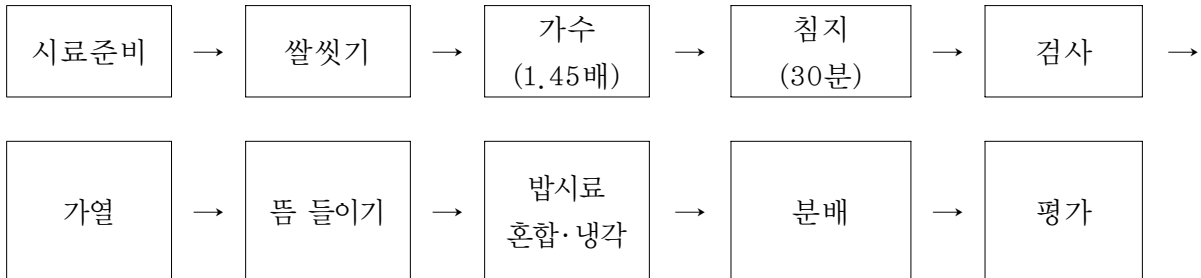 시료준비 → 쌀씻기 → 가수 (1.45배) → 침지 (30분) → 검사 →
가열 → 뜸 들이기 → 밥시료 혼합·냉각 → 분배 → 평가